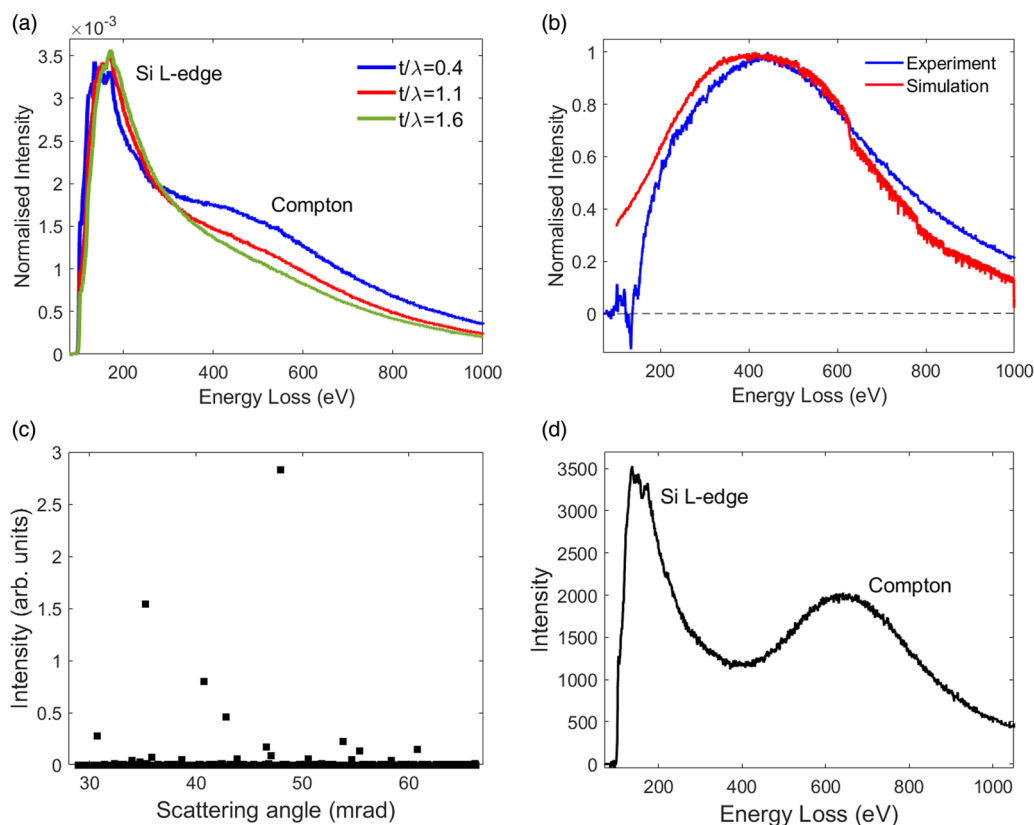 (a)
×10⁻³
3.5
3
2.5
2
1.5
1
0.5
0
200
400
600
800
1000
Normalised Intensity
Energy Loss (eV)
Si L-edge
Compton
t/λ=0.4
t/λ=1.1
t/λ=1.6
(b)
1
0.8
0.6
0.4
0.2
0
200
400
600
800
1000
Normalised Intensity
Energy Loss (eV)
Experiment
Simulation
(c)
3
2.5
2
1.5
1
0.5
0
30
40
50
60
Intensity (arb. units)
Scattering angle (mrad)
(d)
3500
3000
2500
2000
1500
1000
500
0
200
400
600
800
1000
Intensity
Energy Loss (eV)
Si L-edge
Compton